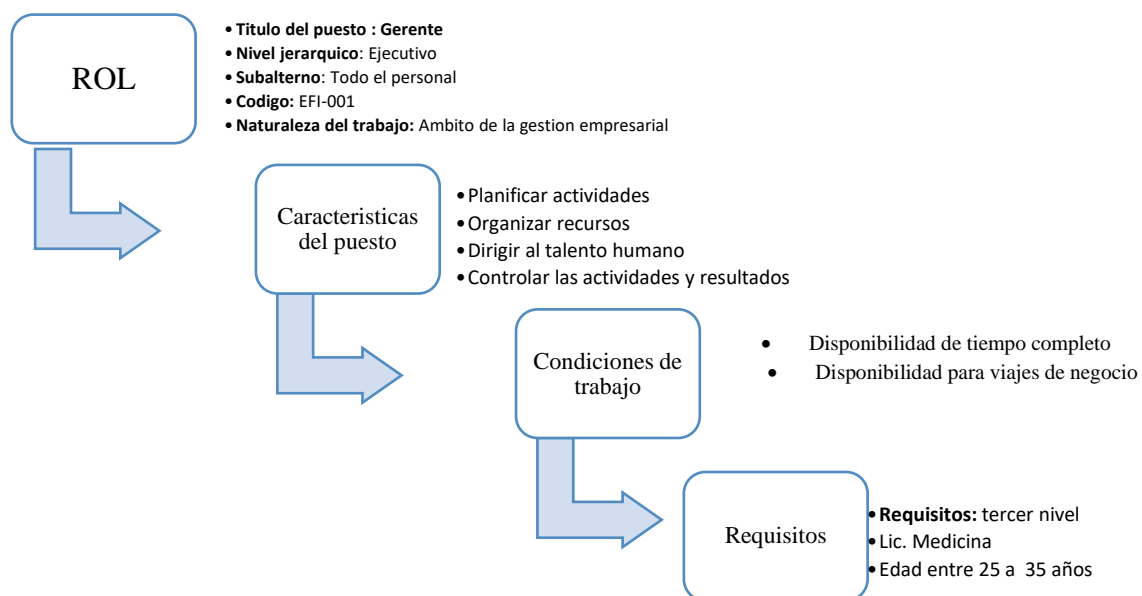 ROL
• Titulo del puesto : Gerente
• Nivel jerarquico: Ejecutivo
• Subalterno: Todo el personal
• Codigo: EFI-001
• Naturaleza del trabajo: Ambito de la gestion empresarial
Caracteristicas
del puesto
• Planificar actividades
• Organizar recursos
• Dirigir al talento humano
• Controlar las actividades y resultados
Condiciones de
trabajo
• Disponibilidad de tiempo completo
• Disponibilidad para viajes de negocio
Requisitos
• Requisitos: tercer nivel
• Lic. Medicina
• Edad entre 25 a 35 años